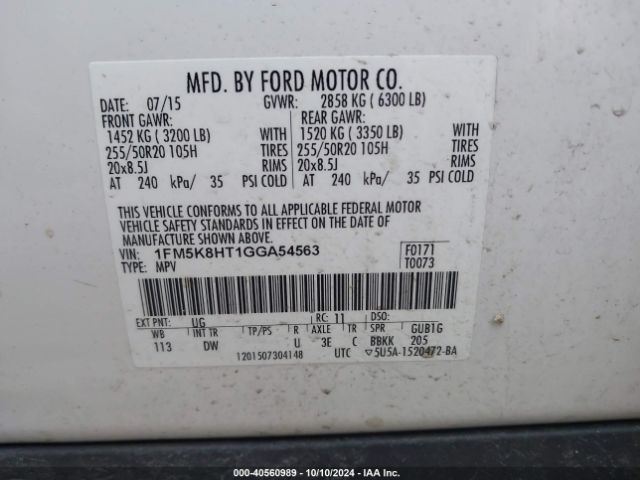 MFD. BY FORD MOTOR CO.
DATE: 07/15 GVWR: 2858 KG ( 6300 LB)
FRONT GAWR: REAR GAWR:
1452 KG ( 3200 LB) WITH 1520 KG ( 3350 LB) WITH
255/50R20 105H TIRES 255/50R20 105H TIRES
20x8.5J RIMS 20x8.5J RIMS
AT 240 kPa/ 35 PSI COLD AT 240 kPa/ 35 PSI COLD
THIS VEHICLE CONFORMS TO ALL APPLICABLE FEDERAL MOTOR
VEHICLE SAFETY STANDARDS IN EFFECT ON THE DATE OF
MANUFACTURE SHOWN ABOVE.
VIN: 1FM5K8HT1GGA54563 F0171
TYPE: MPV T0073
EXT PNT: UG RC: 11 DSO:
WB INT TR TP/PS R AXLE TR SPR GUB1G
113 DW U 3E C BBKK 205
1201507304148 UTC ▽5U5A-1520472-BA
Stock: 40560989 - 10/10/2024 - IAA Inc.